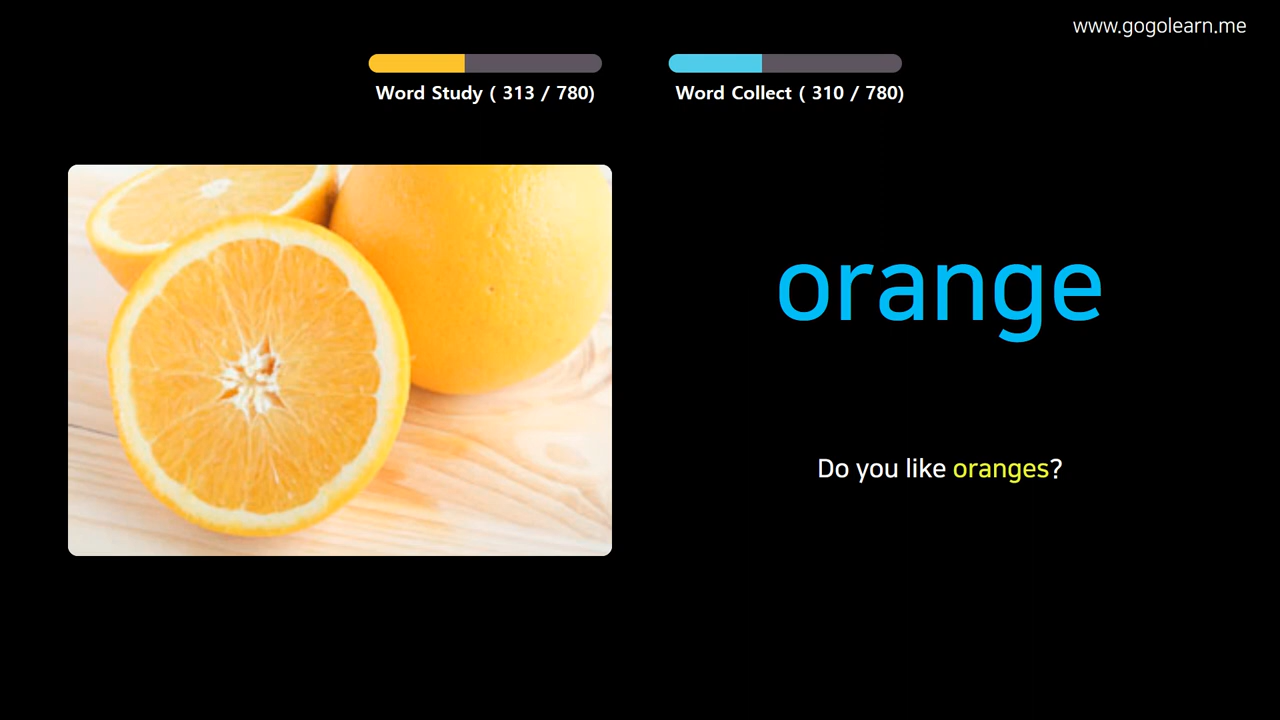 www.gogolearn.me
Word Study ( 313 / 780)
Word Collect ( 310 / 780)
orange
Do you like oranges?